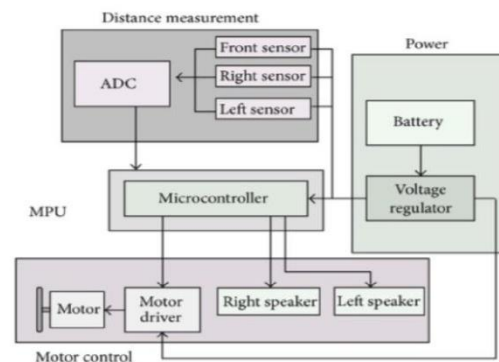 Distance measurement
Front sensor
Power
ADC
Right sensor
Left sensor
Battery
Microcontroller
Voltage
regulator
MPU
Motor
Motor
driver
Right speaker
Left speaker
Motor control